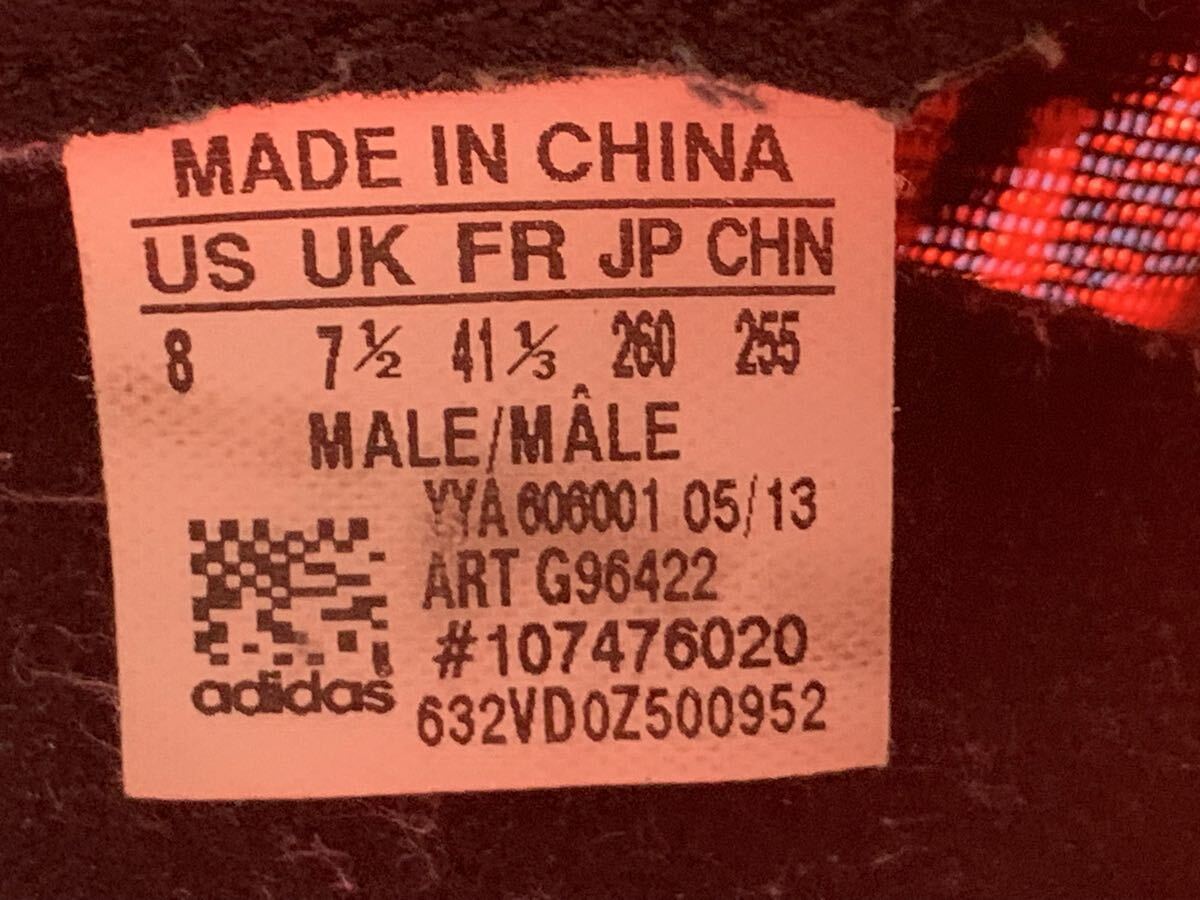 MADE IN CHINA
US UK FR JP CHN
8 7½ 41⅓ 260 255
MALE/MÂLE
YYA 606001 05/13
ART G96422
#107476020
adidas
632VD0Z500952